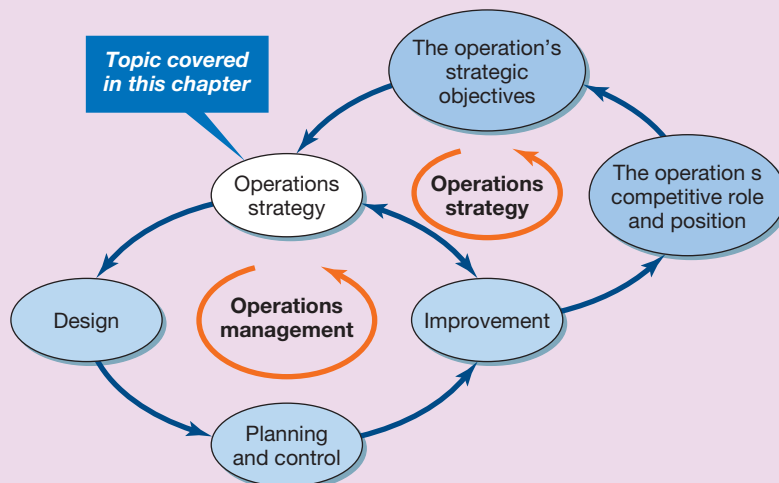 Topic covered
in this chapter
The operation's
strategic
objectives
The operation s
competitive role
and position
Operations
strategy
Operations
strategy
Design
Operations
management
Improvement
Planning
and control